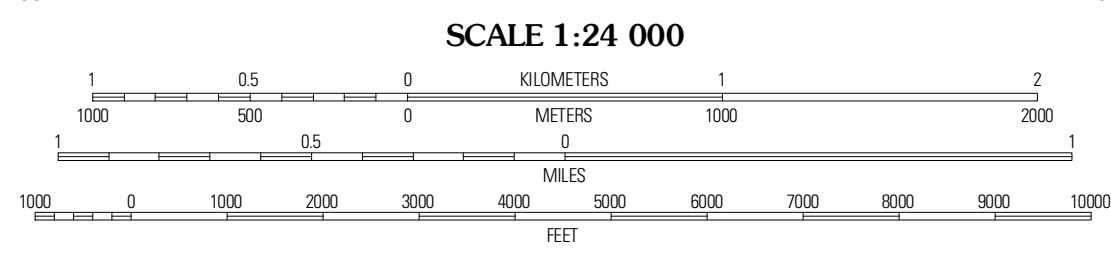 SCALE 1:24 000
1 0.5 0 KILOMETERS 1 2
1000 500 0 METERS 1000 2000
1 0.5 0 1
MILES
1000 0 1000 2000 3000 4000 5000 6000 7000 8000 9000 10000
FEET